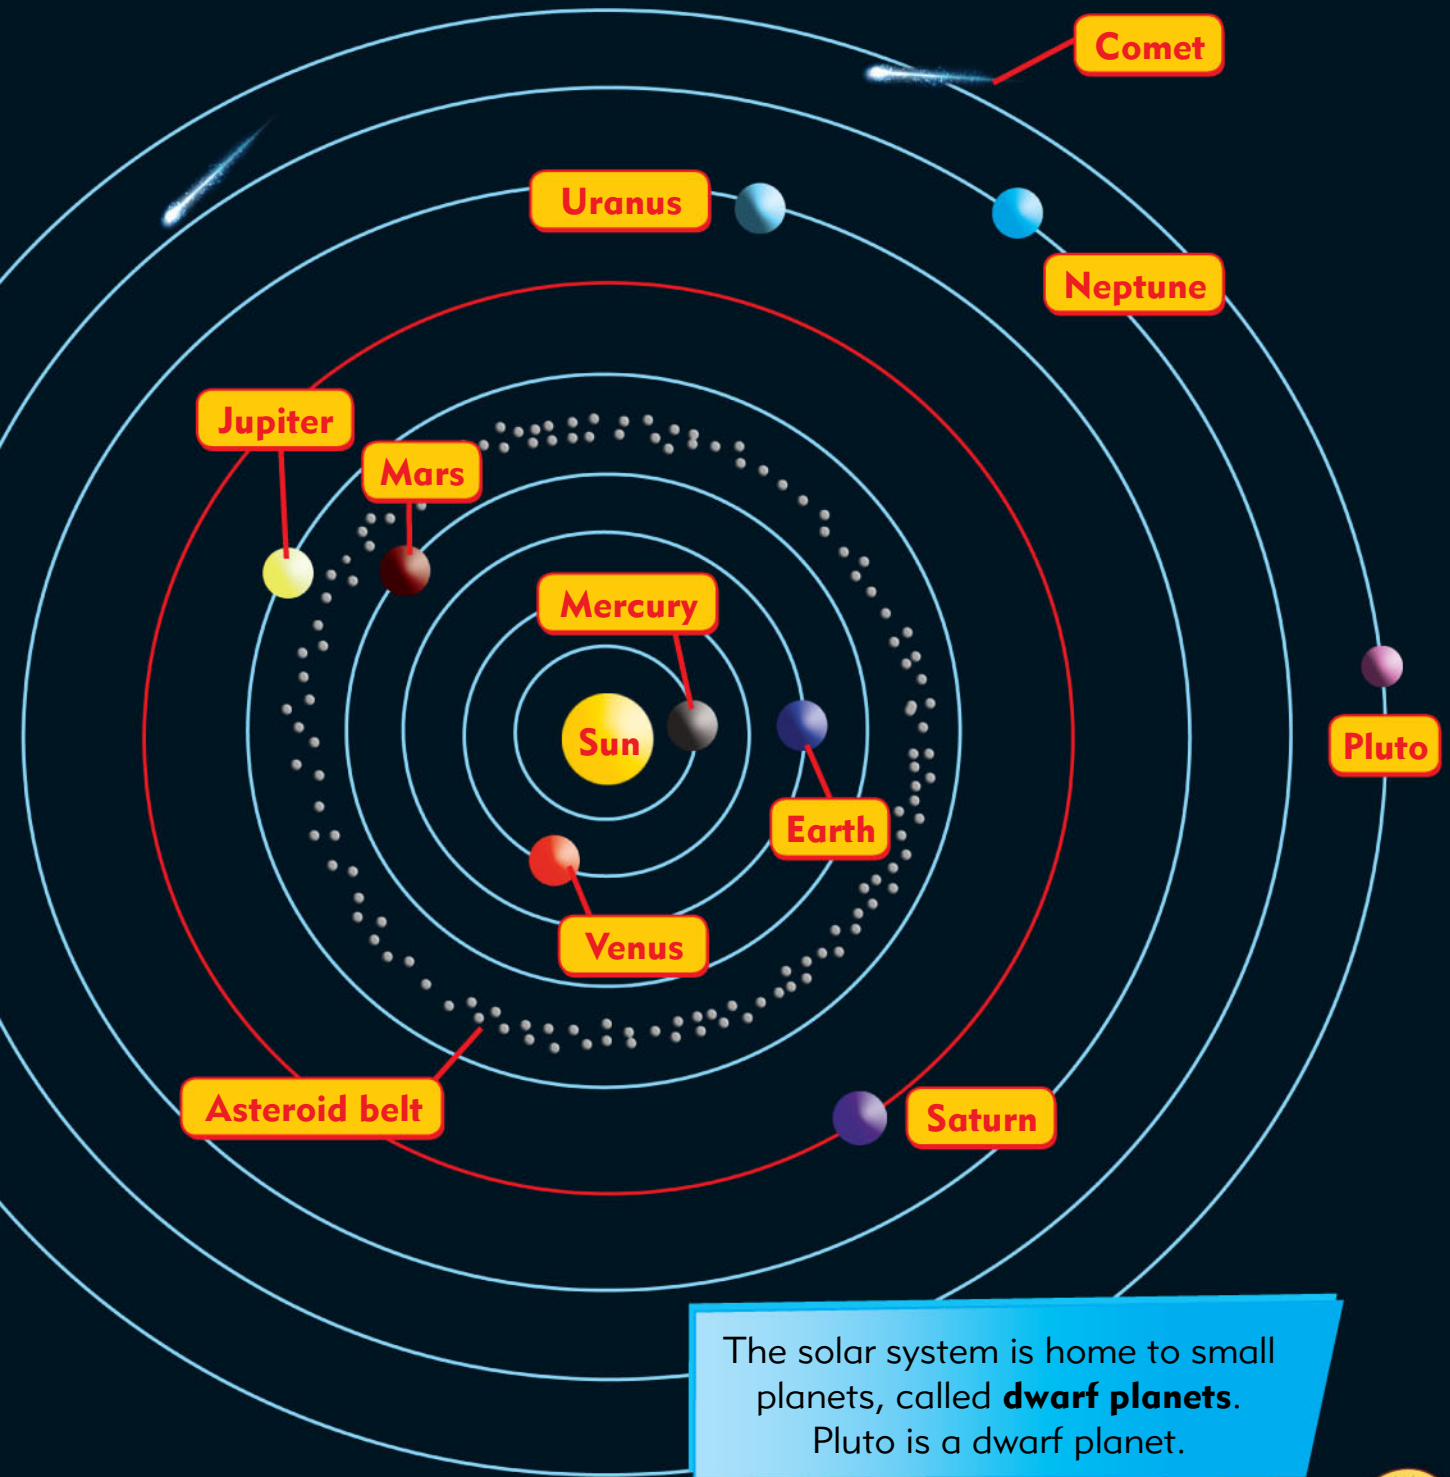 Comet
Uranus
Neptune
Jupiter
Mars
Mercury
Sun
Pluto
Earth
Venus
Asteroid belt
Saturn
The solar system is home to small
planets, called dwarf planets.
Pluto is a dwarf planet.